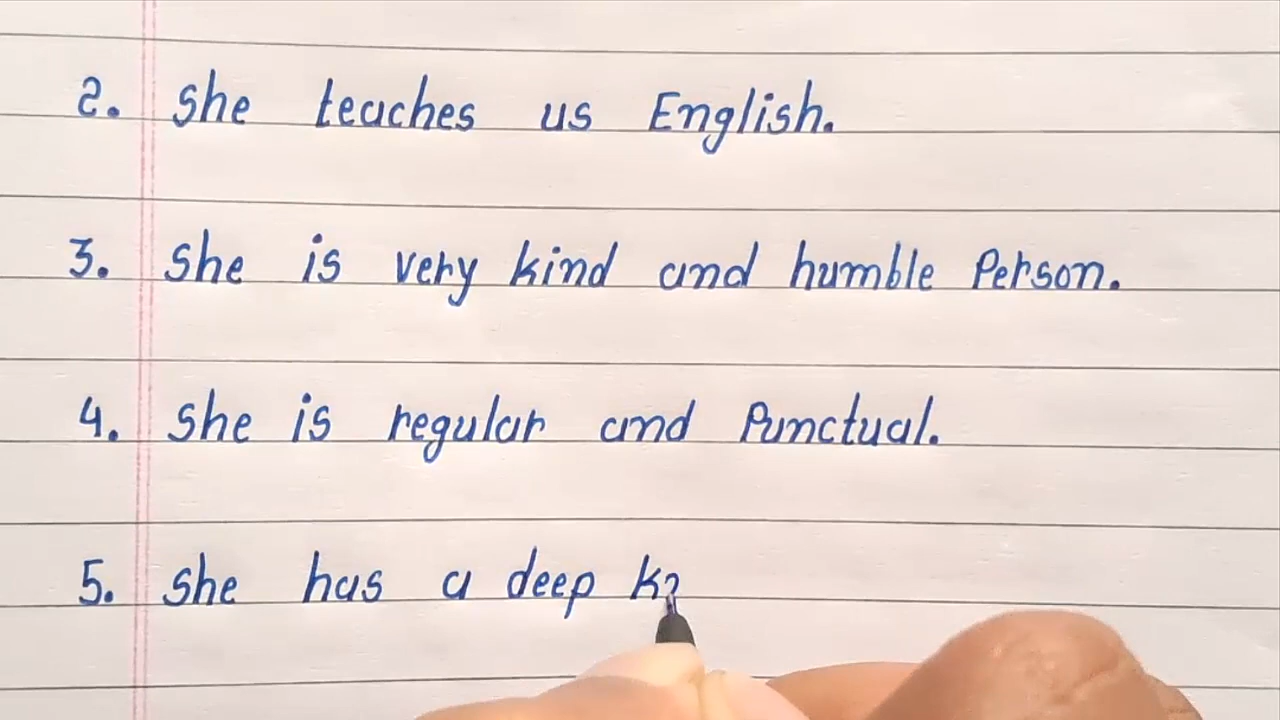 2. She teaches us English.
3. She is very kind and humble Person.
4. She is regular and Punctual.
5. She has a deep